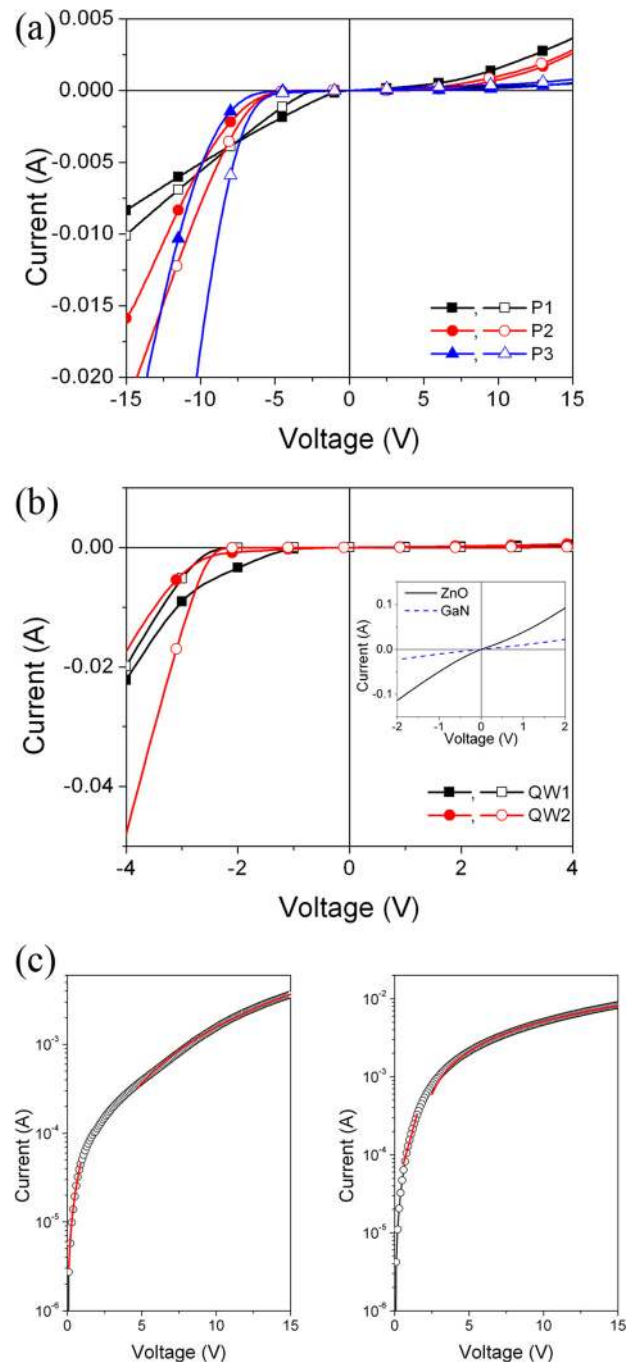 (a)
0.005
0.000
-0.005
-0.010
-0.015
-0.020
Current (A)
, P1
, P2
, P3
-15 -10 -5 0 5 10 15
Voltage (V)
(b)
0.00
-0.02
-0.04
Current (A)
ZnO
GaN
0.1
0.0
-0.1
Current (A)
-2 -1 0 1 2
Voltage (V)
, QW1
, QW2
-4 -2 0 2 4
Voltage (V)
(c)
10⁻³
10⁻⁴
10⁻⁵
10⁻⁶
Current (A)
0 5 10 15
Voltage (V)
10⁻²
10⁻³
10⁻⁴
10⁻⁵
10⁻⁶
Current (A)
0 5 10 15
Voltage (V)